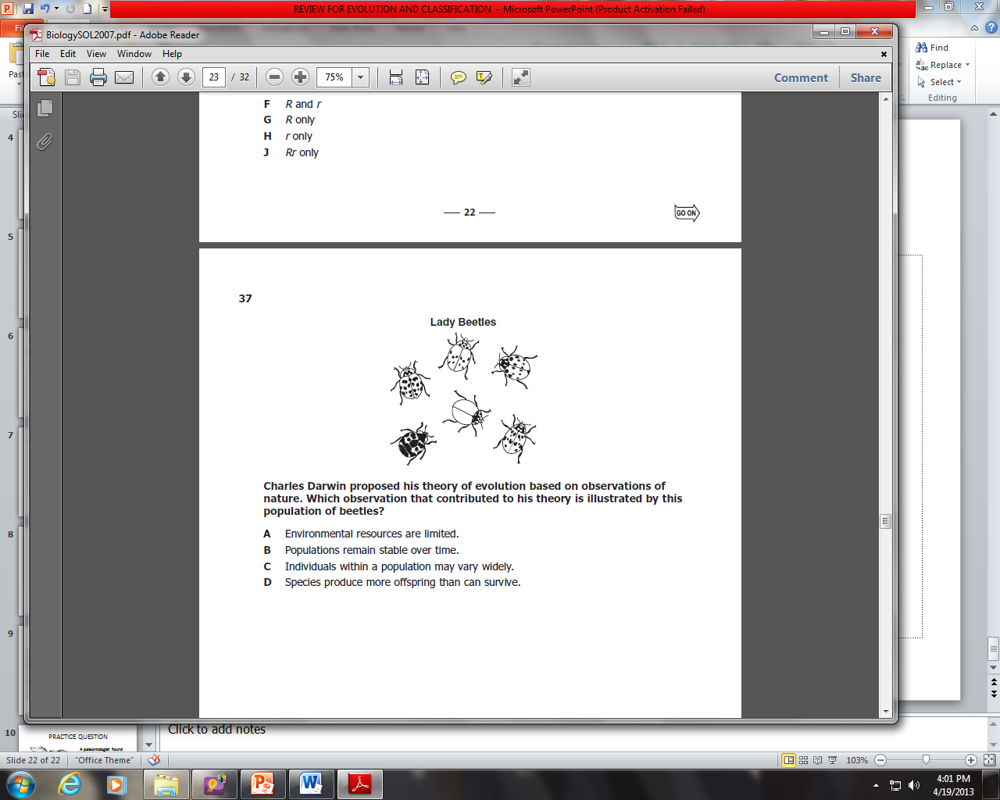 REVIEW FOR EVOLUTION AND CLASSIFICATION - Microsoft PowerPoint (Product Activation Failed)
BiologySOL2007.pdf - Adobe Reader
File Edit View Window Help
23 / 32 75% Comment Share
Find
Replace
Select
Editing
4
5
6
7
8
9
10
F R and r
G R only
H r only
J Rr only
22
GO ON
37
Lady Beetles
Charles Darwin proposed his theory of evolution based on observations of
nature. Which observation that contributed to his theory is illustrated by this
population of beetles?
A Environmental resources are limited.
B Populations remain stable over time.
C Individuals within a population may vary widely.
D Species produce more offspring than can survive.
PRACTICE QUESTION
A paleontologist found
Click to add notes
Slide 22 of 22 "Office Theme" 103%
4:01 PM
4/19/2013